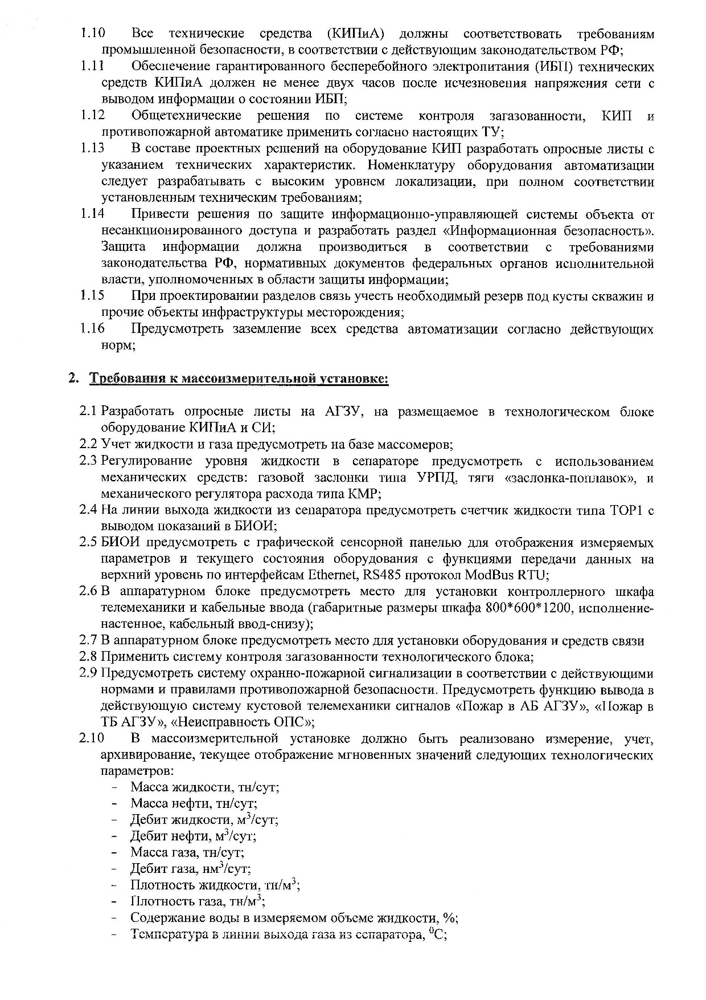 1.10 Все технические средства (КИПиА) должны соответствовать требованиям
промышленной безопасности, в соответствии с действующим законодательством РФ;
1.11 Обеспечение гарантированного бесперебойного электропитания (ИБП) технических
средств КИПиА должен не менее двух часов после исчезновения напряжения сети с
выводом информации о состоянии ИБП;
1.12 Общетехнические решения по системе контроля загазованности, КИП и
противопожарной автоматике применить согласно настоящих ТУ;
1.13 В составе проектных решений на оборудование КИП разработать опросные листы с
указанием технических характеристик. Номенклатуру оборудования автоматизации
следует разрабатывать с высоким уровнем локализации, при полном соответствии
установленным техническим требованиям;
1.14 Привести решения по защите информационно-управляющей системы объекта от
несанкционированного доступа и разработать раздел «Информационная безопасность».
Защита информации должна производиться в соответствии с требованиями
законодательства РФ, нормативных документов федеральных органов исполнительной
власти, уполномоченных в области защиты информации;
1.15 При проектировании разделов связь учесть необходимый резерв под кусты скважин и
прочие объекты инфраструктуры месторождения;
1.16 Предусмотреть заземление всех средства автоматизации согласно действующих
норм;
2. Требования к массоизмерительной установке:
2.1 Разработать опросные листы на АГЗУ, на размещаемое в технологическом блоке
оборудование КИПиА и СИ;
2.2 Учет жидкости и газа предусмотреть на базе массомеров;
2.3 Регулирование уровня жидкости в сепараторе предусмотреть с использованием
механических средств: газовой заслонки типа УРПД, тяги «заслонка-поплавок», и
механического регулятора расхода типа КМР;
2.4 На линии выхода жидкости из сепаратора предусмотреть счетчик жидкости типа ТОР1 с
выводом показаний в БИОИ;
2.5 БИОИ предусмотреть с графической сенсорной панелью для отображения измеряемых
параметров и текущего состояния оборудования с функциями передачи данных на
верхний уровень по интерфейсам Ethernet, RS485 протокол ModBus RTU;
2.6 В аппаратурном блоке предусмотреть место для установки контроллерного шкафа
телемеханики и кабельные ввода (габаритные размеры шкафа 800*600*1200, исполнение-
настенное, кабельный ввод-снизу);
2.7 В аппаратурном блоке предусмотреть место для установки оборудования и средств связи
2.8 Применить систему контроля загазованности технологического блока;
2.9 Предусмотреть систему охранно-пожарной сигнализации в соответствии с действующими
нормами и правилами противопожарной безопасности. Предусмотреть функцию вывода в
действующую систему кустовой телемеханики сигналов «Пожар в АБ АГЗУ», «Пожар в
ТБ АГЗУ», «Неисправность ОПС»;
2.10 В массоизмерительной установке должно быть реализовано измерение, учет,
архивирование, текущее отображение мгновенных значений следующих технологических
параметров:
- Масса жидкости, тн/сут;
- Масса нефти, тн/сут;
- Дебит жидкости, м³/сут;
- Дебит нефти, м³/сут;
- Масса газа, тн/сут;
- Дебит газа, нм³/сут;
- Плотность жидкости, тн/м³;
- Плотность газа, тн/м³;
- Содержание воды в измеряемом объеме жидкости, %;
- Температура в линии выхода газа из сепаратора, ⁰С;